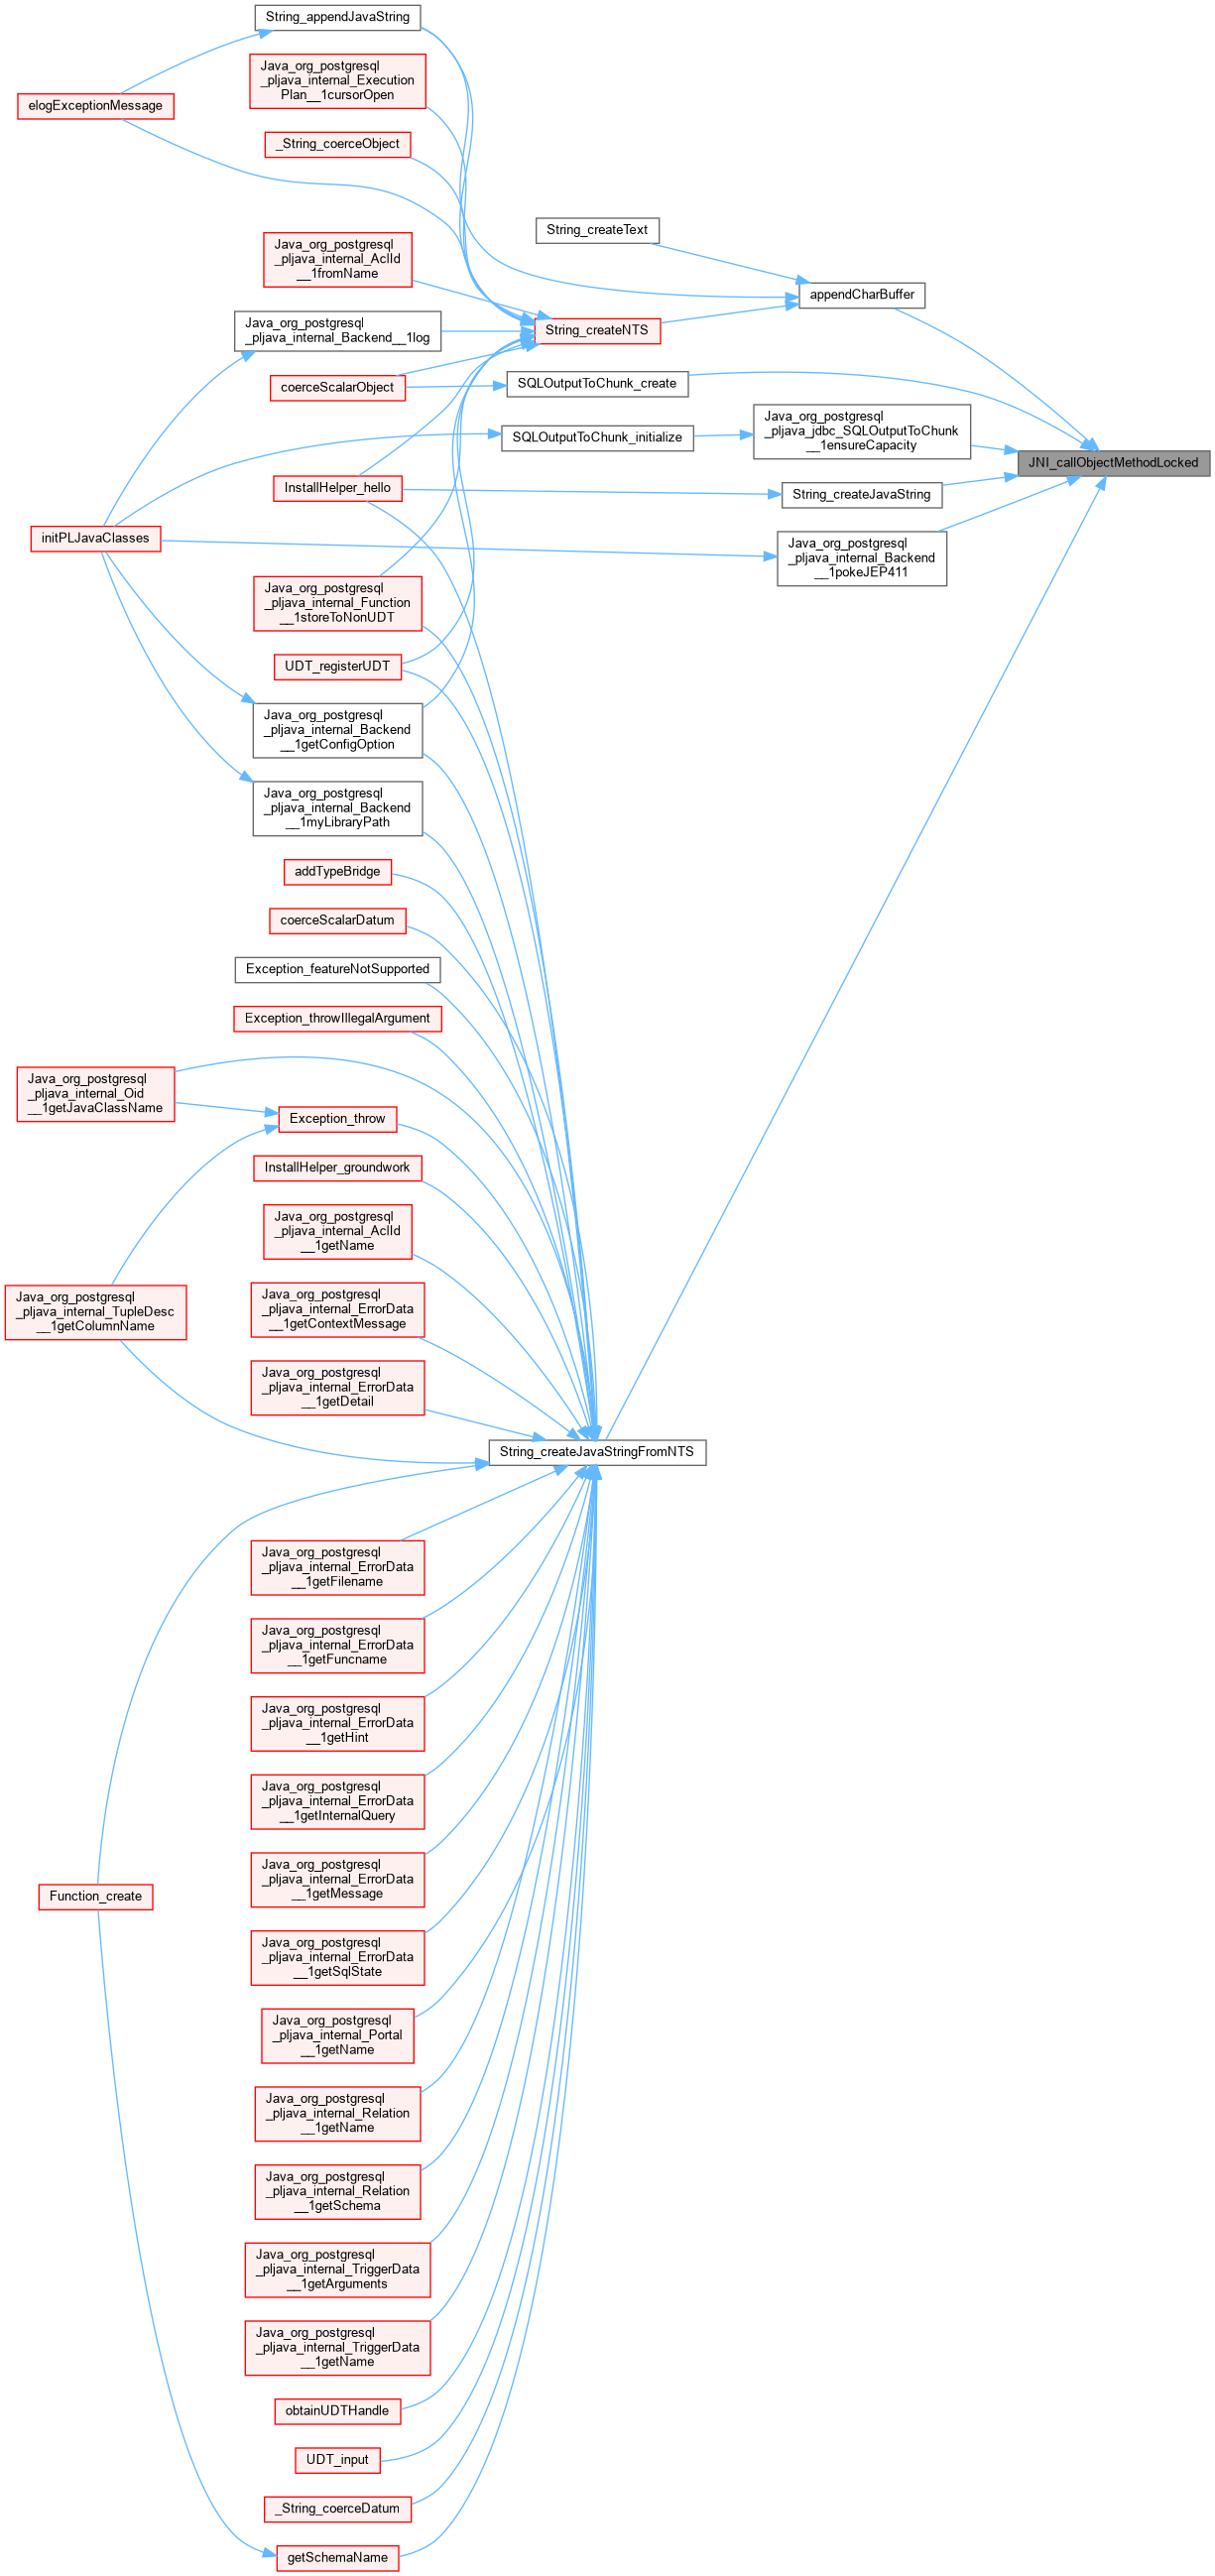 String_appendJavaString
Java_org_postgresql
_pljava_internal_Execution
Plan__1cursorOpen
elogExceptionMessage
_String_coerceObject
String_createText
Java_org_postgresql
_pljava_internal_AclId
__1fromName
appendCharBuffer
Java_org_postgresql
_pljava_internal_Backend__1log
String_createNTS
coerceScalarObject
SQLOutputToChunk_create
Java_org_postgresql
_pljava_jdbc_SQLOutputToChunk
__1ensureCapacity
SQLOutputToChunk_initialize
JNI_callObjectMethodLocked
InstallHelper_hello
String_createJavaString
initPLJavaClasses
Java_org_postgresql
_pljava_internal_Backend
__1pokeJEP411
Java_org_postgresql
_pljava_internal_Function
__1storeToNonUDT
UDT_registerUDT
Java_org_postgresql
_pljava_internal_Backend
__1getConfigOption
Java_org_postgresql
_pljava_internal_Backend
__1myLibraryPath
addTypeBridge
coerceScalarDatum
Exception_featureNotSupported
Exception_throwIllegalArgument
Java_org_postgresql
_pljava_internal_Oid
__1getJavaClassName
Exception_throw
InstallHelper_groundwork
Java_org_postgresql
_pljava_internal_AclId
__1getName
Java_org_postgresql
_pljava_internal_TupleDesc
__1getColumnName
Java_org_postgresql
_pljava_internal_ErrorData
__1getContextMessage
Java_org_postgresql
_pljava_internal_ErrorData
__1getDetail
String_createJavaStringFromNTS
Java_org_postgresql
_pljava_internal_ErrorData
__1getFilename
Java_org_postgresql
_pljava_internal_ErrorData
__1getFuncname
Java_org_postgresql
_pljava_internal_ErrorData
__1getHint
Java_org_postgresql
_pljava_internal_ErrorData
__1getInternalQuery
Java_org_postgresql
_pljava_internal_ErrorData
__1getMessage
Function_create
Java_org_postgresql
_pljava_internal_ErrorData
__1getSqlState
Java_org_postgresql
_pljava_internal_Portal
__1getName
Java_org_postgresql
_pljava_internal_Relation
__1getName
Java_org_postgresql
_pljava_internal_Relation
__1getSchema
Java_org_postgresql
_pljava_internal_TriggerData
__1getArguments
Java_org_postgresql
_pljava_internal_TriggerData
__1getName
obtainUDTHandle
UDT_input
_String_coerceDatum
getSchemaName